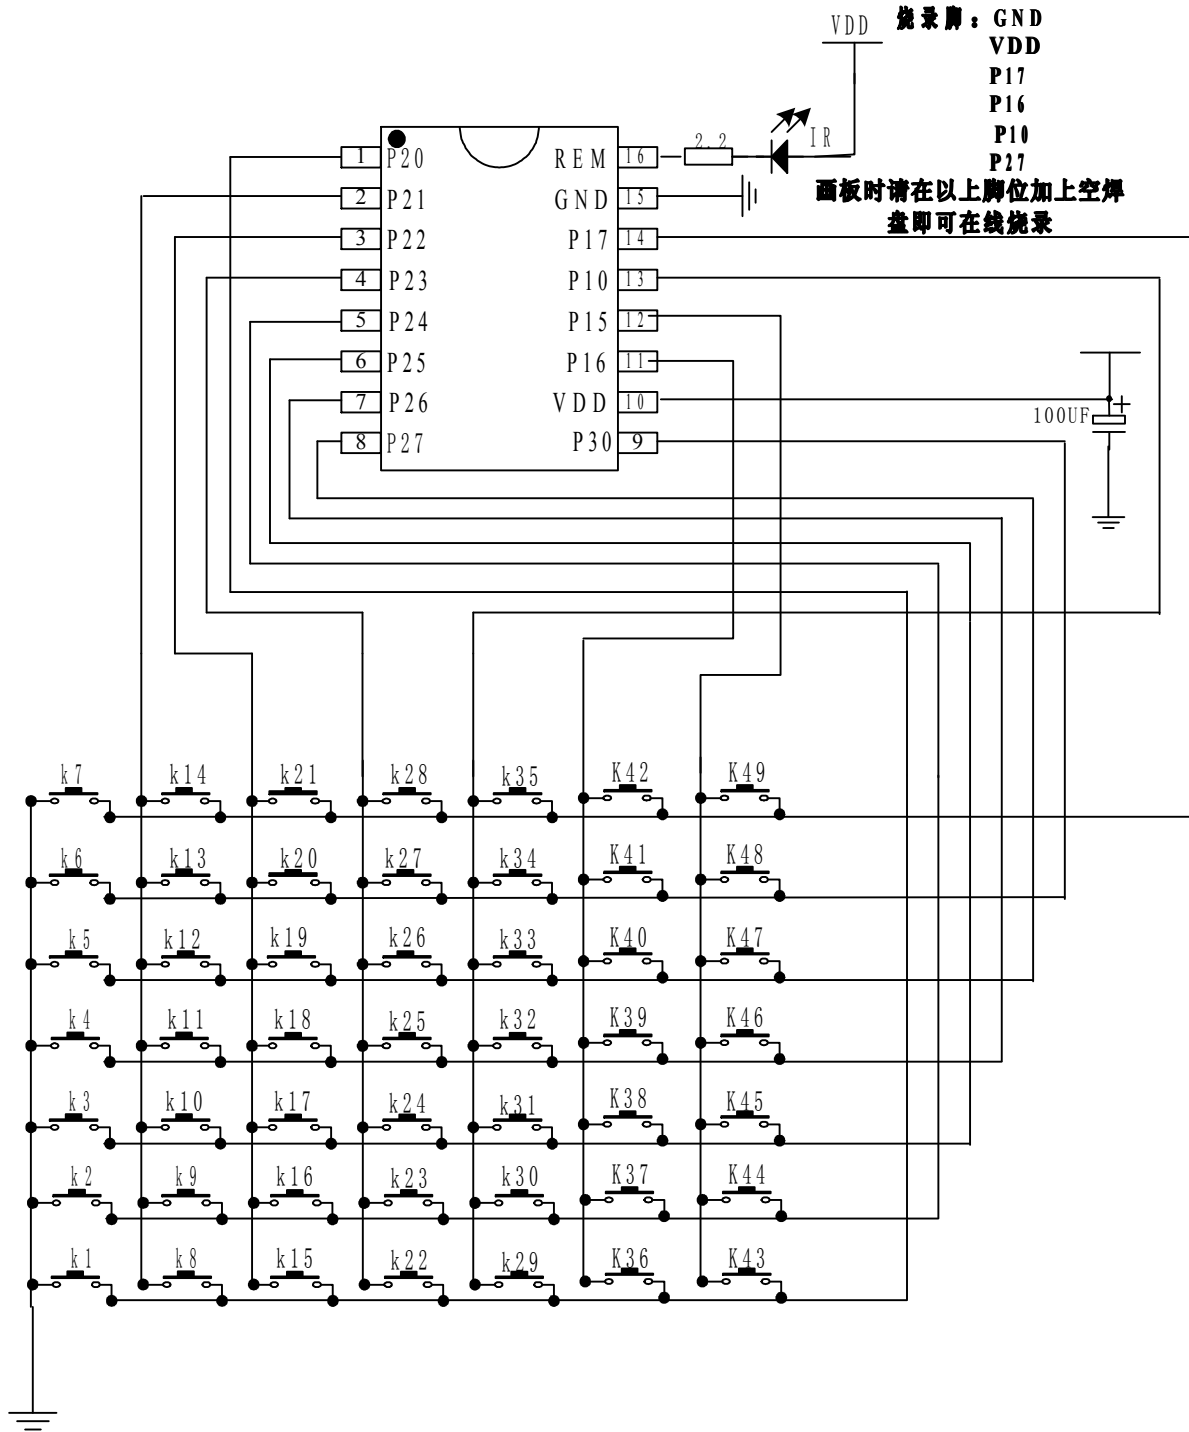 VDD
烧录脚：GND
VDD
P17
P16
P10
P27
画板时请在以上脚位加上空焊
盘即可在线烧录
2.2
IR
1 P20 REM 16
2 P21 GND 15
3 P22 P17 14
4 P23 P10 13
5 P24 P15 12
6 P25 P16 11
7 P26 VDD 10
8 P27 P30 9
100UF
+
k7 k14 k21 k28 k35 K42 K49
k6 k13 k20 k27 k34 K41 K48
k5 k12 k19 k26 k33 K40 K47
k4 k11 k18 k25 k32 K39 K46
k3 k10 k17 k24 k31 K38 K45
k2 k9 k16 k23 k30 K37 K44
k1 k8 k15 k22 k29 K36 K43